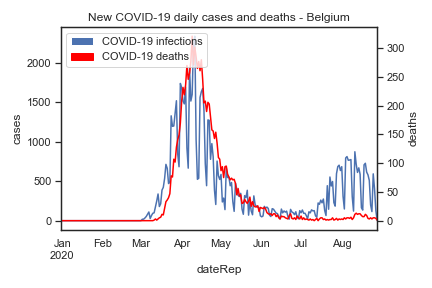 New COVID-19 daily cases and deaths - Belgium
COVID-19 infections
COVID-19 deaths
cases
2000
1500
1000
500
0
deaths
300
250
200
150
100
50
0
Jan Feb Mar Apr May Jun Jul Aug
2020
dateRep